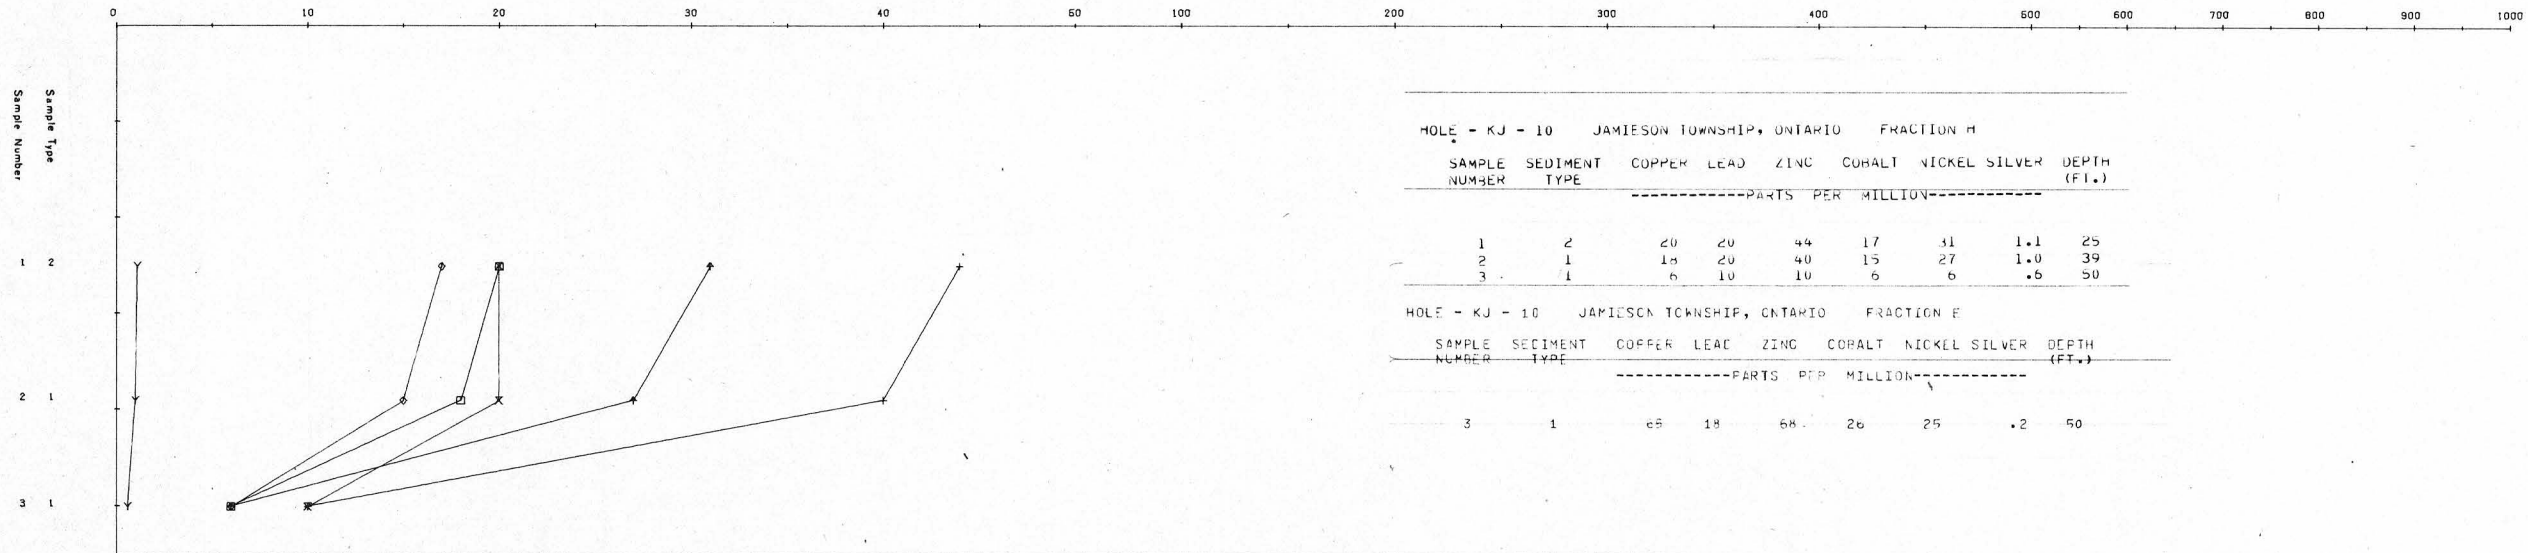 0 10 20 30 40 50 100 200 300 400 500 600 700 800 900 1000
Sample Number
Sample Type
HOLE - KJ - 10 JAMIESON TOWNSHIP, ONTARIO FRACTION H
SAMPLE SEDIMENT COPPER LEAD ZINC COBALT NICKEL SILVER DEPTH
NUMBER TYPE (FT.)
------------PARTS PER MILLION------------
1 2 20 20 44 17 31 1.1 25
2 1 18 20 40 15 27 1.0 39
3 1 6 10 10 6 6 .6 50
HOLE - KJ - 10 JAMIESON TOWNSHIP, ONTARIO FRACTION E
SAMPLE SEDIMENT COPPER LEAD ZINC COBALT NICKEL SILVER DEPTH
NUMBER TYPE (FT.)
------------PARTS PER MILLION------------
3 1 18 68 26 25 .2 50
1 2
2 1
3 1